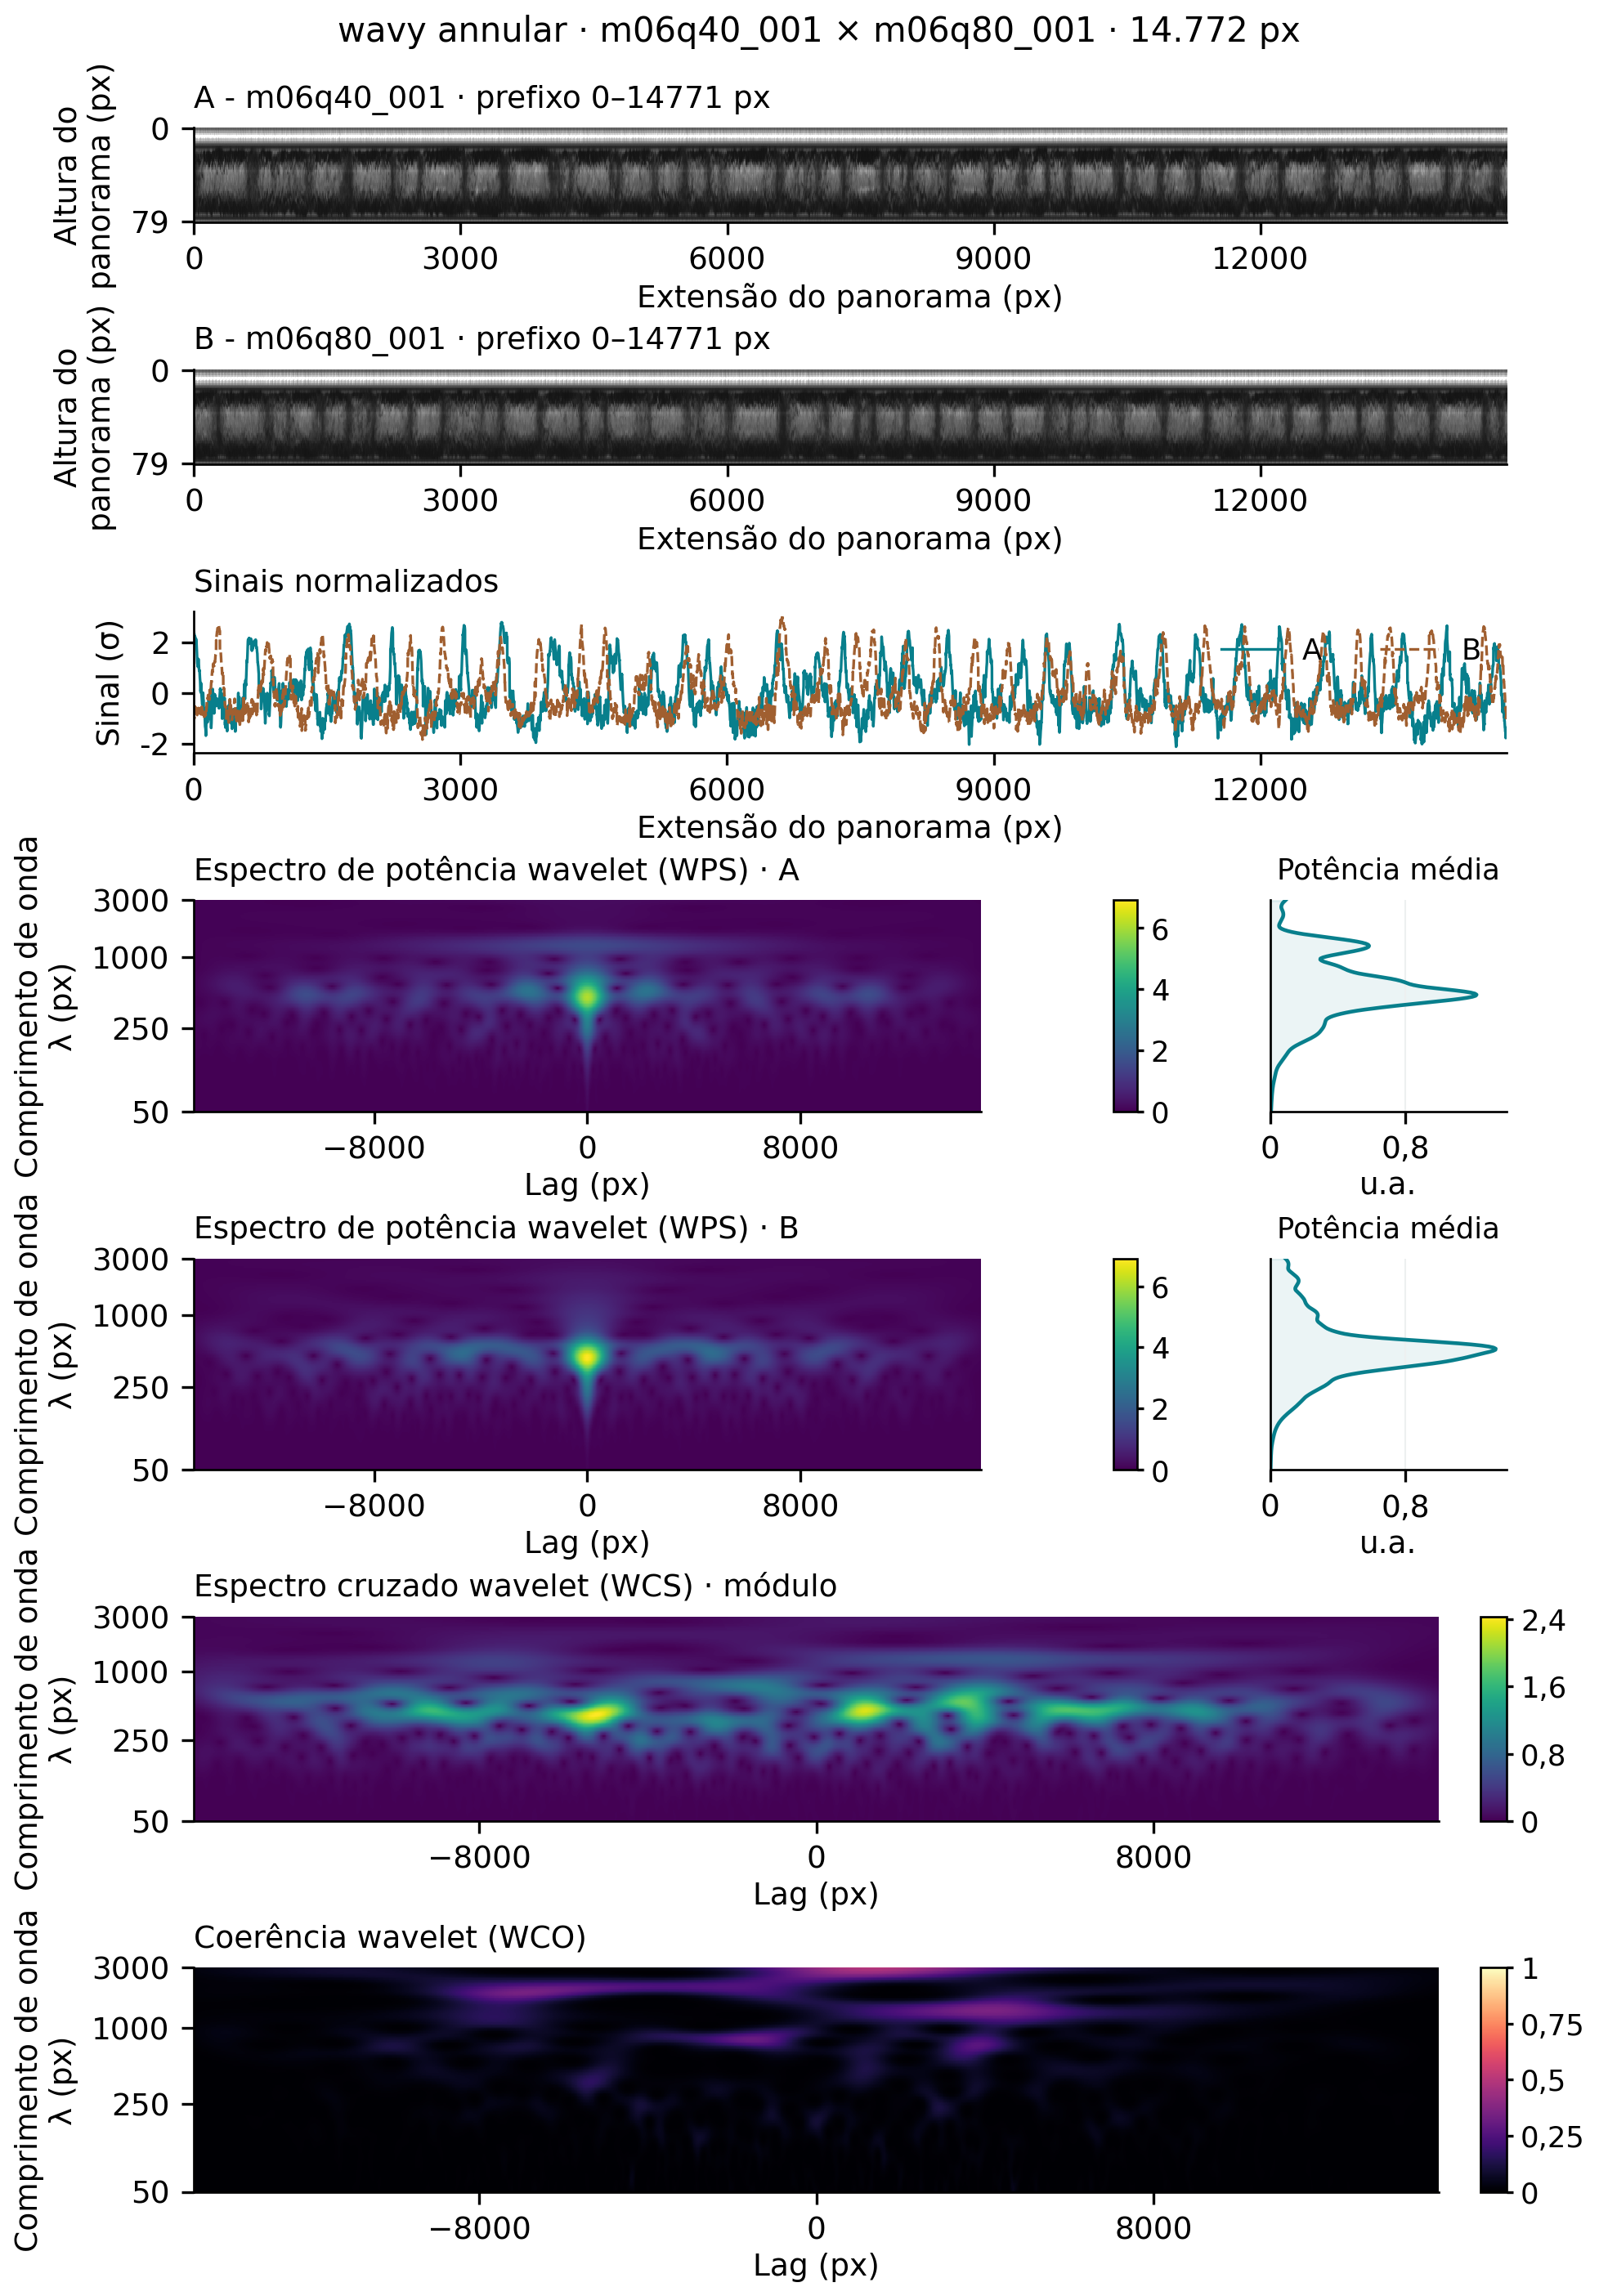 wavy annular · m06q40_001 × m06q80_001 · 14.772 px
A - m06q40_001 · prefixo 0–14771 px
Altura do
panorama (px)
0
79
0 3000 6000 9000 12000
Extensão do panorama (px)
B - m06q80_001 · prefixo 0–14771 px
Altura do
panorama (px)
0
79
0 3000 6000 9000 12000
Extensão do panorama (px)
Sinais normalizados
Sinal (σ)
2
0
-2
A B
0 3000 6000 9000 12000
Extensão do panorama (px)
Espectro de potência wavelet (WPS) · A
Comprimento de onda
λ (px)
3000
1000
250
50
−8000 0 8000
Lag (px)
6
4
2
0
Potência média
0 0,8
u.a.
Espectro de potência wavelet (WPS) · B
Comprimento de onda
λ (px)
3000
1000
250
50
−8000 0 8000
Lag (px)
6
4
2
0
Potência média
0 0,8
u.a.
Espectro cruzado wavelet (WCS) · módulo
Comprimento de onda
λ (px)
3000
1000
250
50
−8000 0 8000
Lag (px)
2,4
1,6
0,8
0
Coerência wavelet (WCO)
Comprimento de onda
λ (px)
3000
1000
250
50
−8000 0 8000
Lag (px)
1
0,75
0,5
0,25
0